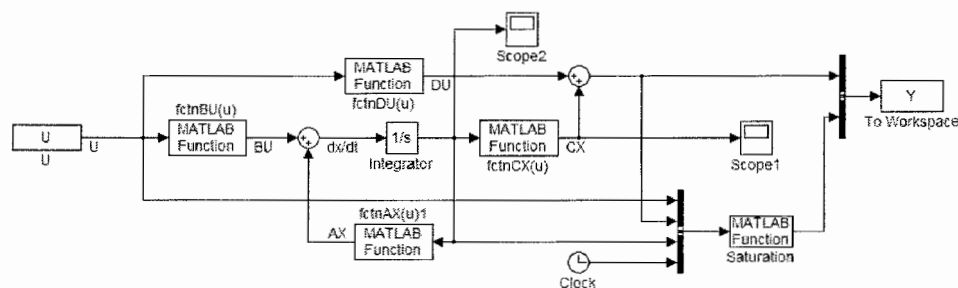 Scope2
MATLAB
Function
DU
fctnDU(u)
fctnBU(u)
U
U
U
MATLAB
Function
BU
dx/dt
1/s
Integrator
MATLAB
Function
fctnCX(u)
CX
Scope1
Y
To Workspace
fctnAX(u)1
AX
MATLAB
Function
Clock
MATLAB
Function
Saturation